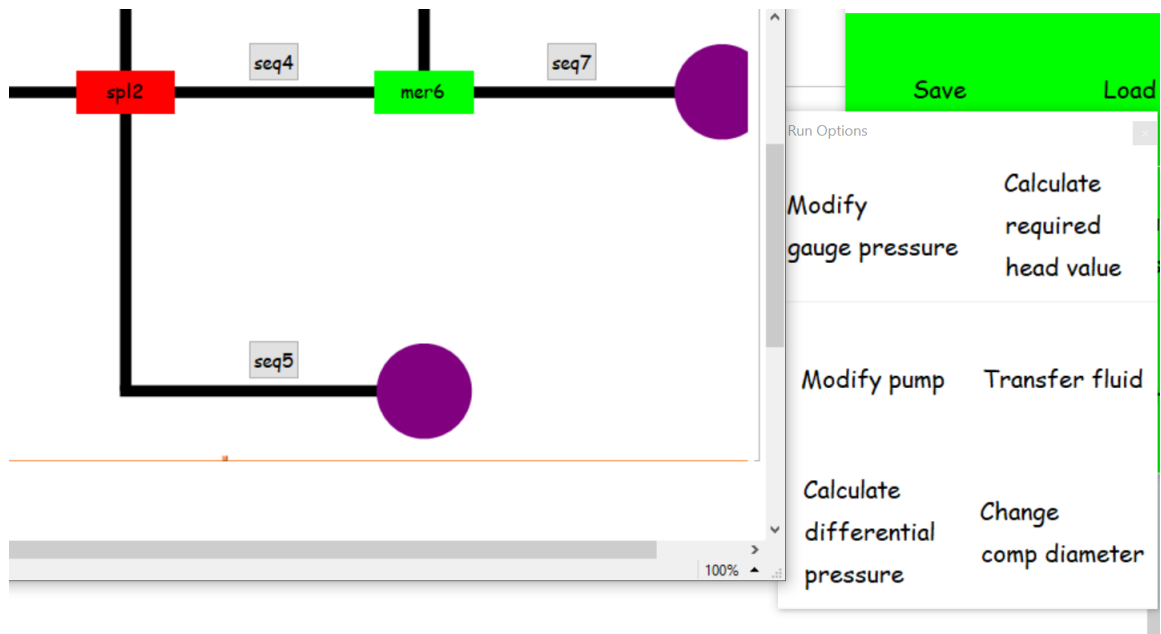 seq4
seq7
spl2
mer6
seq5
100%
Save
Load
Run Options
Modify
gauge pressure
Calculate
required
head value
Modify pump
Transfer fluid
Calculate
differential
pressure
Change
comp diameter